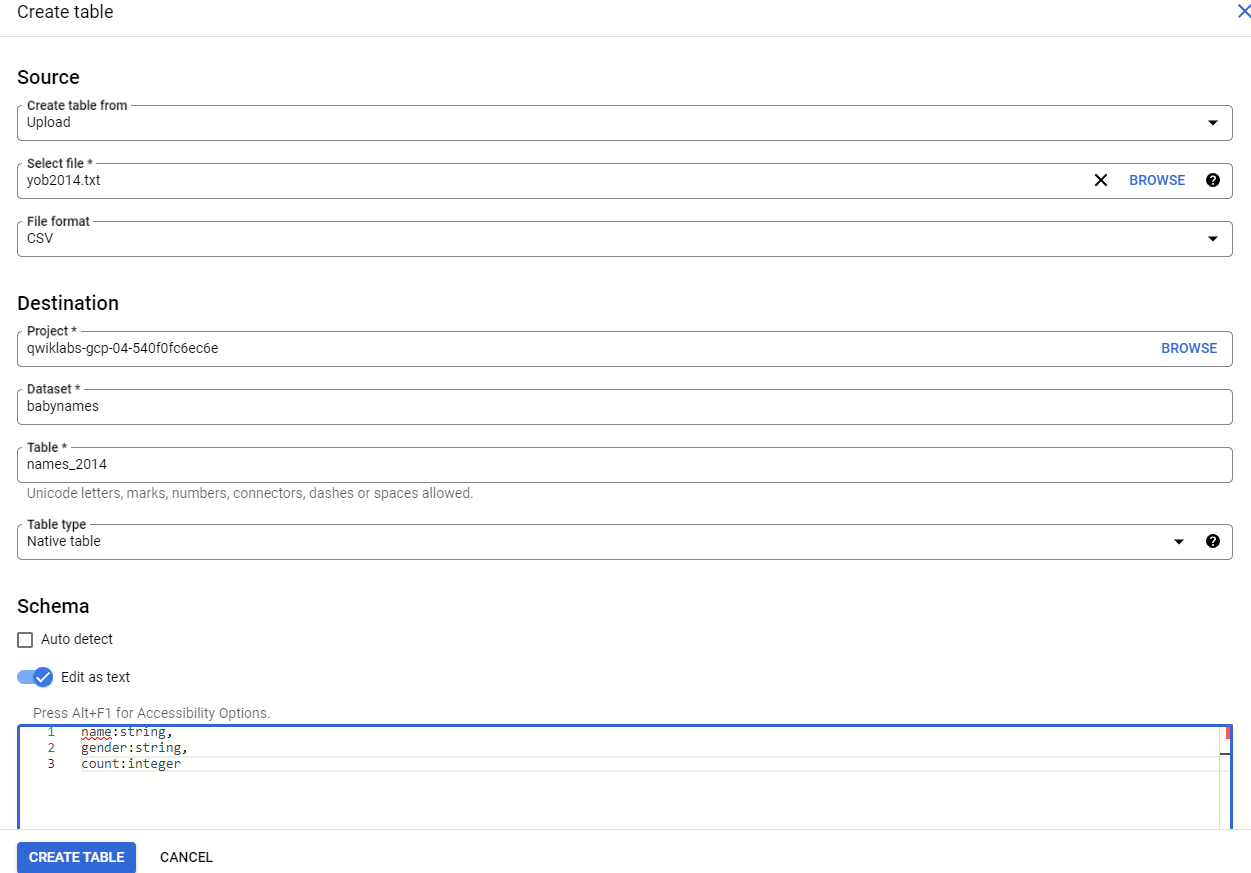 Create table
Source
Create table from
Upload
Select file *
yob2014.txt
BROWSE
File format
CSV
Destination
Project *
qwiklabs-gcp-04-540f0fc6ec6e
BROWSE
Dataset *
babynames
Table *
names_2014
Unicode letters, marks, numbers, connectors, dashes or spaces allowed.
Table type
Native table
Schema
Auto detect
Edit as text
Press Alt+F1 for Accessibility Options.
1 name:string,
2 gender:string,
3 count:integer
CREATE TABLE CANCEL